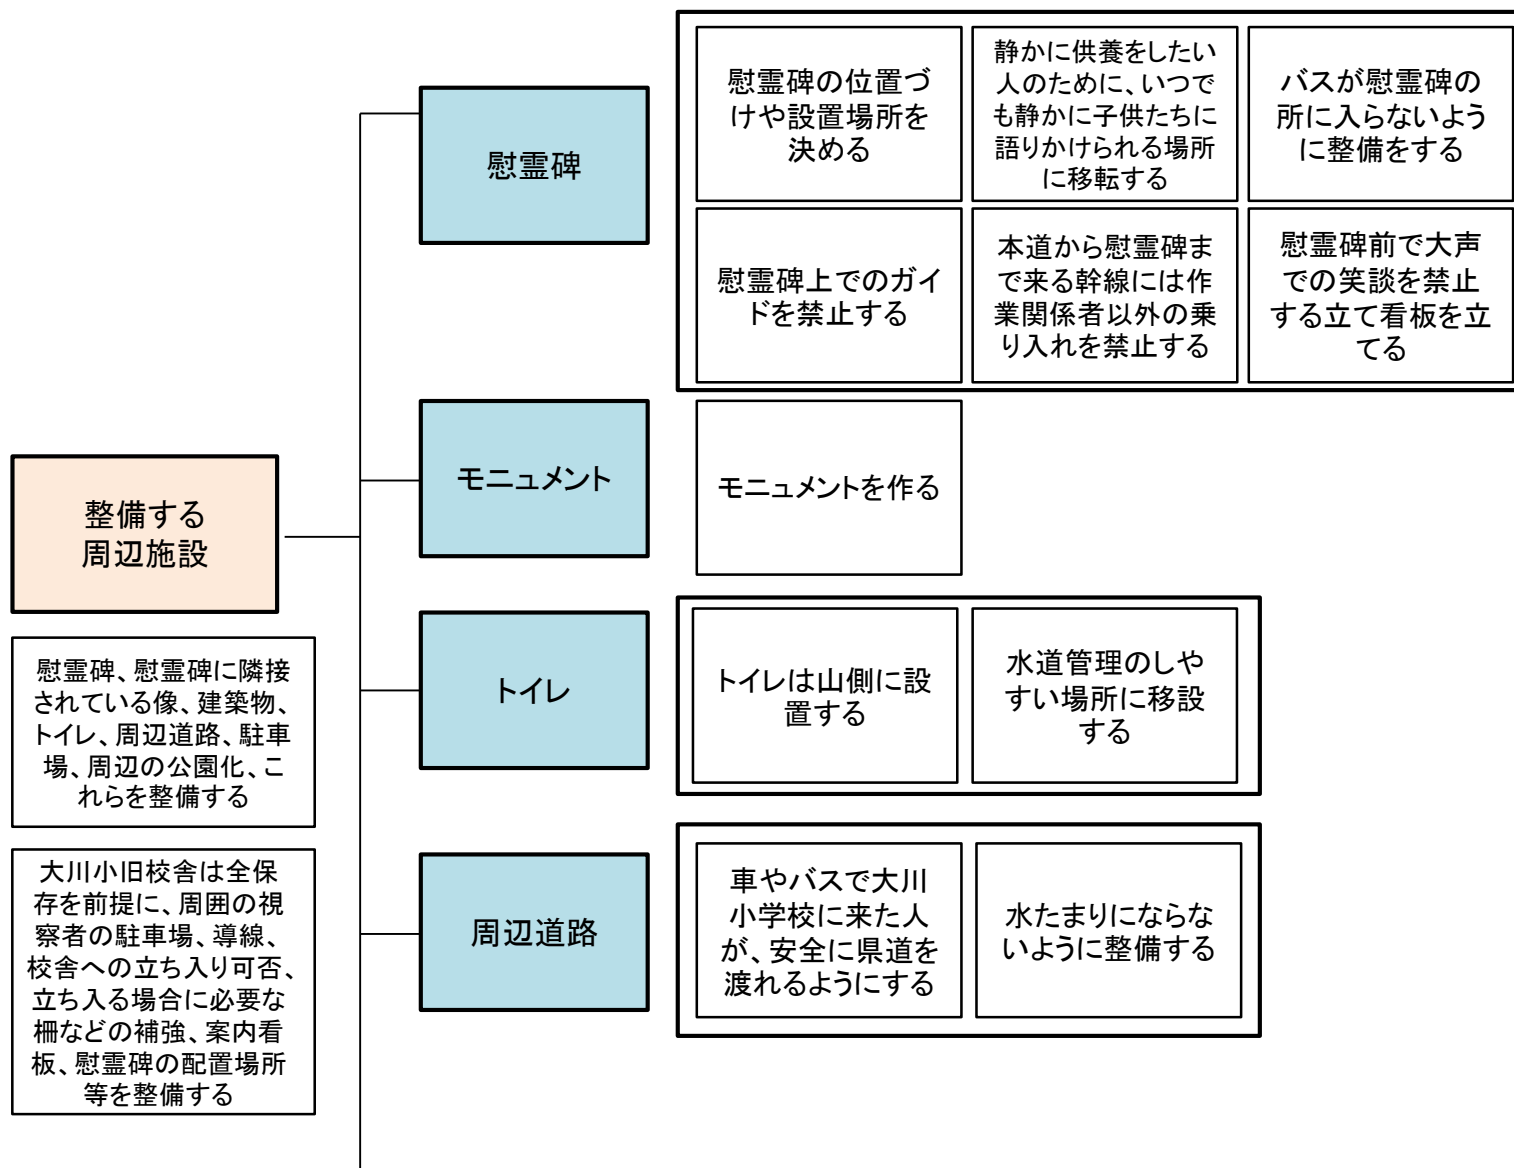 整備する
周辺施設
慰霊碑、慰霊碑に隣接
されている像、建築物、
トイレ、周辺道路、駐車
場、周辺の公園化、こ
れらを整備する
大川小旧校舎は全保
存を前提に、周囲の視
察者の駐車場、導線、
校舎への立ち入り可否、
立ち入る場合に必要な
柵などの補強、案内看
板、慰霊碑の配置場所
等を整備する
慰霊碑
慰霊碑の位置づ
けや設置場所を
決める
静かに供養をしたい
人のために、いつで
も静かに子供たちに
語りかけられる場所
に移転する
バスが慰霊碑の
所に入らないよう
に整備をする
慰霊碑上でのガイ
ドを禁止する
本道から慰霊碑ま
で来る幹線には作
業関係者以外の乗
り入れを禁止する
慰霊碑前で大声
での笑談を禁止
する立て看板を立
てる
モニュメント
モニュメントを作る
トイレ
トイレは山側に設
置する
水道管理のしや
すい場所に移設
する
周辺道路
車やバスで大川
小学校に来た人
が、安全に県道を
渡れるようにする
水たまりにならな
いように整備する